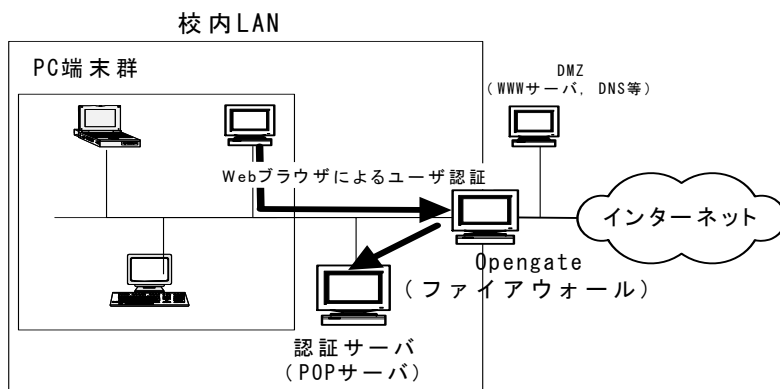 校内LAN
PC端末群
DMZ
(WWWサーバ, DNS等)
Webブラウザによるユーザ認証
インターネット
Opengate
(ファイアウォール)
認証サーバ
(POPサーバ)